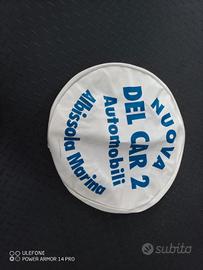 NUOVA
DEL CAR 2
Automobili
Albissola Marina
ULEFONE
POWER ARMOR 14 PRO
subito